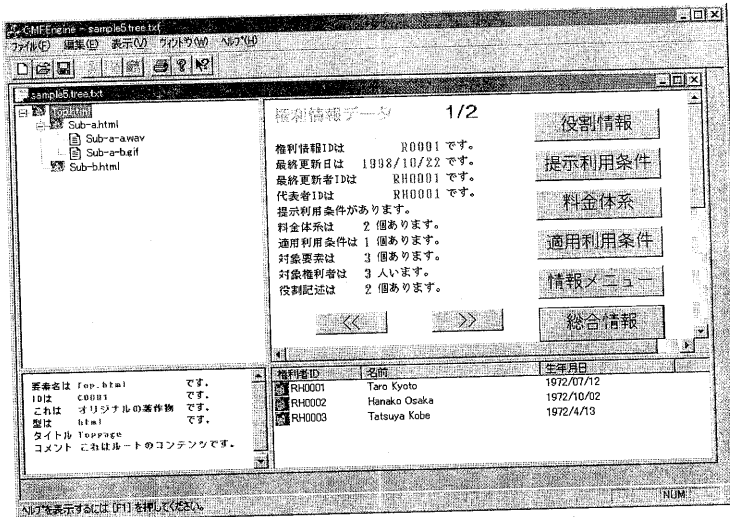 CMFEngine - sample5.tree.txt
ファイル(F) 編集(E) 表示(V) ウィンドウ(W) ヘルプ(H)
sample5.tree.txt
Top.html
Sub-a.html
Sub-a-a.wav
Sub-a-b.gif
Sub-b.html
権利情報データ 1/2
権利情報IDは R0001 です。
最終更新日は 1998/10/22 です。
最終更新者IDは RH0001 です。
代表者IDは RH0001 です。
提示利用条件があります。
料金体系は 2 個あります。
適用利用条件は 1 個あります。
対象要素は 3 個あります。
対象権利者は 3 人います。
役割記述は 2 個あります。
<< >>
役割情報
提示利用条件
料金体系
適用利用条件
情報メニュー
総合情報
要素名は Top.html です。
IDは C0001 です。
これは オリジナルの著作物 です。
型は html です。
タイトル Toppage
コメント これはルートのコンテンツです。
権利者ID 名前 生年月日
RH0001 Taro Kyoto 1972/07/12
RH0002 Hanako Osaka 1972/10/02
RH0003 Tatsuya Kobe 1972/4/13
ヘルプを表示するには [F1] を押してください。
NUM